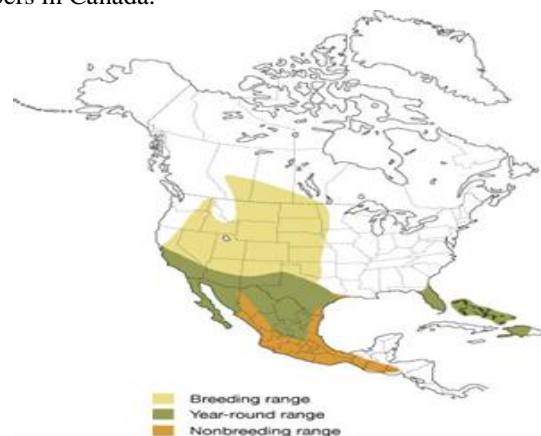 bers in Canada.
Breeding range
Year-round range
Nonbreeding range